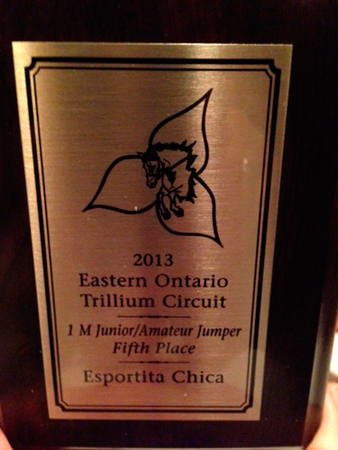 2013
Eastern Ontario
Trillium Circuit
1 M Junior/Amateur Jumper
Fifth Place
Esportita Chica